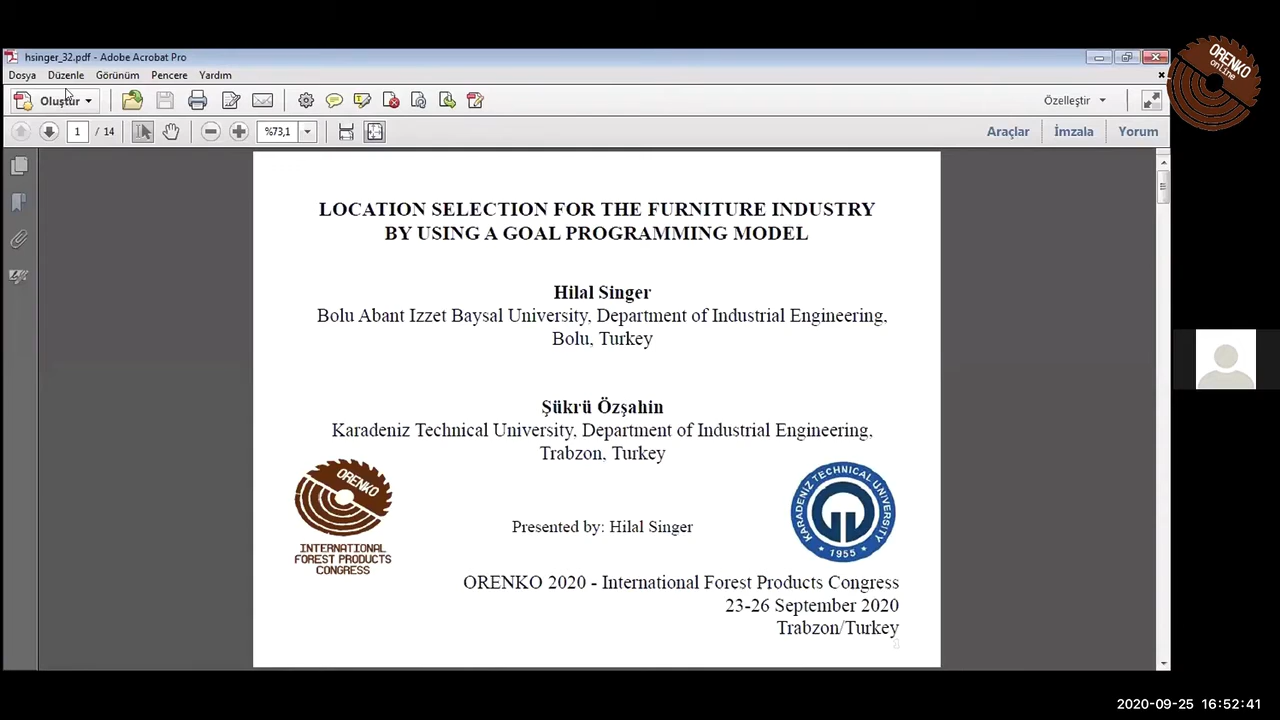 hsinger_32.pdf - Adobe Acrobat Pro
Dosya Düzenle Görünüm Pencere Yardım
Oluştur
Özelleştir
1 / 14
%73,1
Araçlar İmzala Yorum
ORENKO
onLine
LOCATION SELECTION FOR THE FURNITURE INDUSTRY
BY USING A GOAL PROGRAMMING MODEL
Hilal Singer
Bolu Abant Izzet Baysal University, Department of Industrial Engineering,
Bolu, Turkey
Şükrü Özşahin
Karadeniz Technical University, Department of Industrial Engineering,
Trabzon, Turkey
ORENKO
INTERNATIONAL
FOREST PRODUCTS
CONGRESS
Presented by: Hilal Singer
KARADENIZ TECHNICAL UNIVERSITY
1955
ORENKO 2020 - International Forest Products Congress
23-26 September 2020
Trabzon/Turkey
2020-09-25 16:52:41